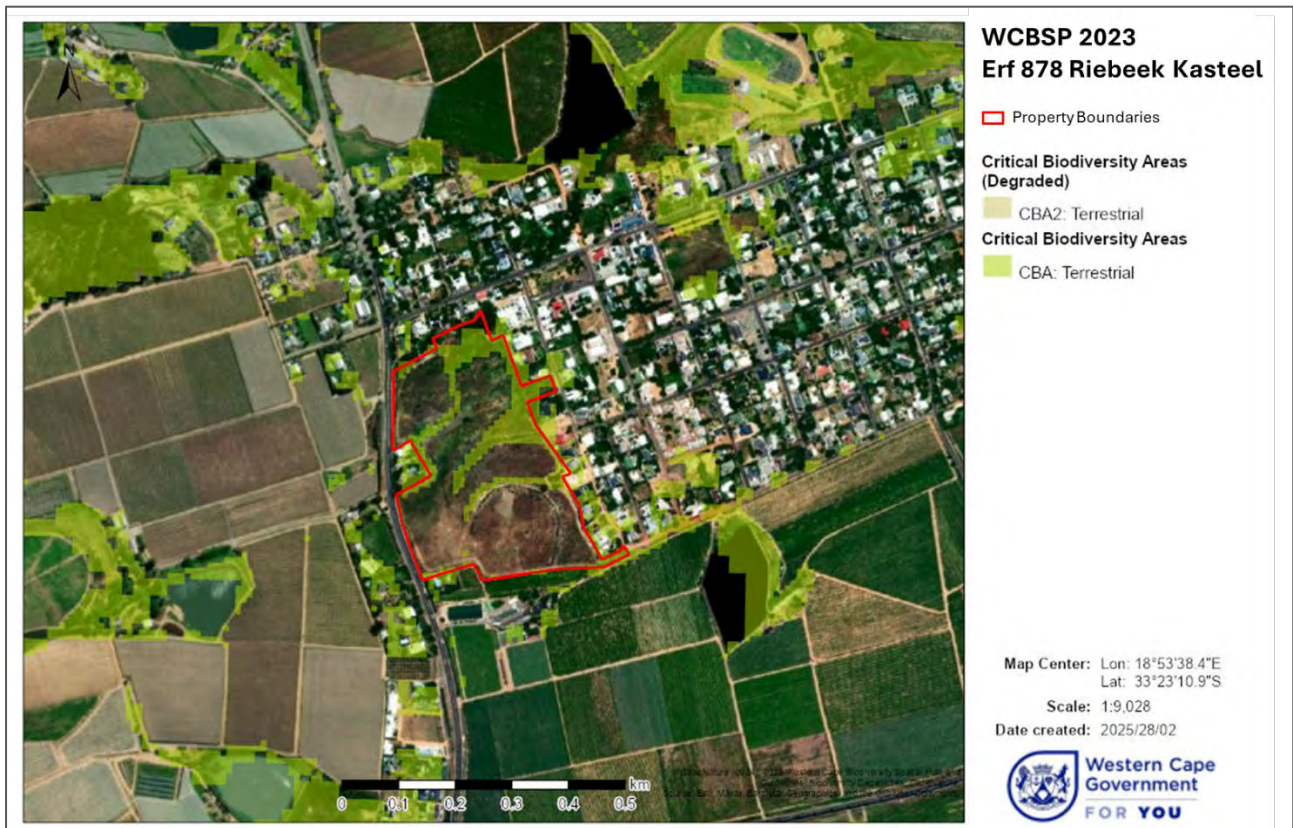 WCBSP 2023
Erf 878 Riebeek Kasteel
Property Boundaries
Critical Biodiversity Areas
(Degraded)
CBA2: Terrestrial
Critical Biodiversity Areas
CBA: Terrestrial
N
km
0 0.1 0.2 0.3 0.4 0.5
Map Center: Lon: 18°53'38.4"E
Lat: 33°23'10.9"S
Scale: 1:9,028
Date created: 2025/28/02
Western Cape
Government
FOR YOU